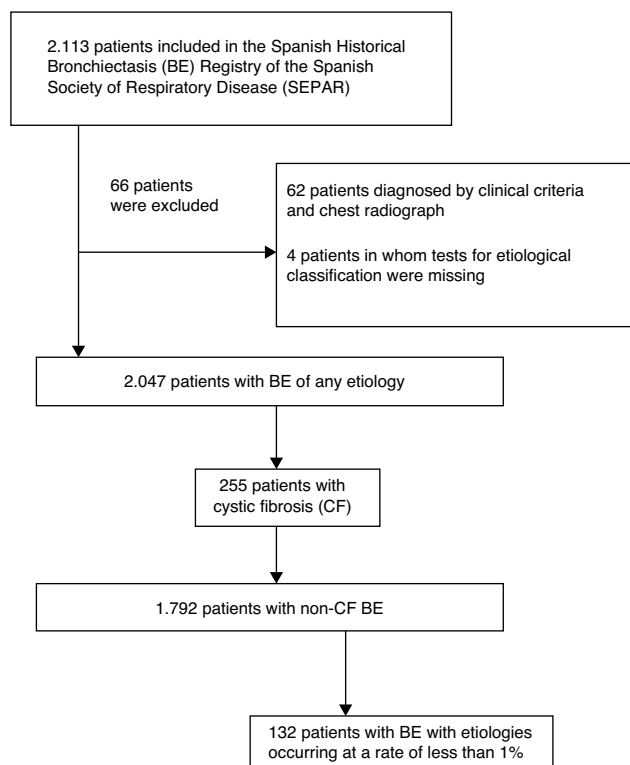 2.113 patients included in the Spanish Historical
Bronchiectasis (BE) Registry of the Spanish
Society of Respiratory Disease (SEPAR)
66 patients
were excluded
62 patients diagnosed by clinical criteria
and chest radiograph
4 patients in whom tests for etiological
classification were missing
2.047 patients with BE of any etiology
255 patients with
cystic fibrosis (CF)
1.792 patients with non-CF BE
132 patients with BE with etiologies
occurring at a rate of less than 1%